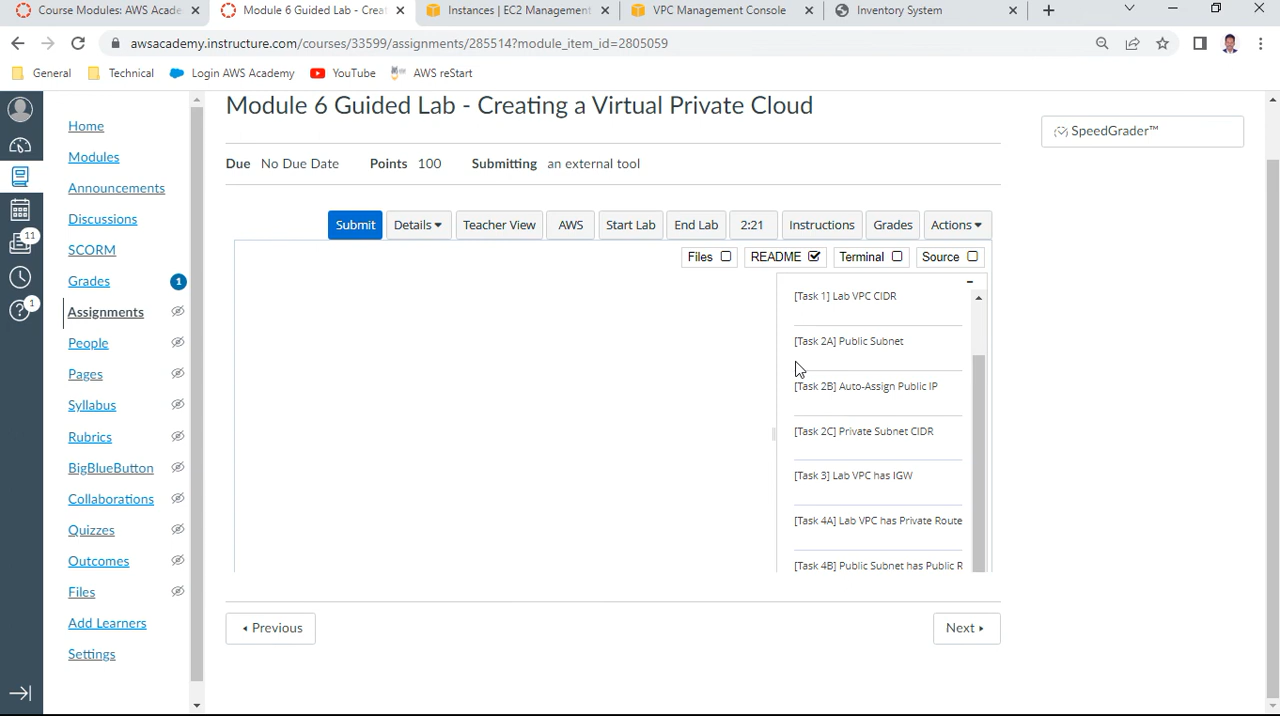 Course Modules: AWS Acade
Module 6 Guided Lab - Creat
Instances | EC2 Management
VPC Management Console
Inventory System
awsacademy.instructure.com/courses/33599/assignments/285514?module_item_id=2805059
General
Technical
Login AWS Academy
YouTube
AWS reStart
11
1
Home
Modules
Announcements
Discussions
SCORM
Grades
1
Assignments
People
Pages
Syllabus
Rubrics
BigBlueButton
Collaborations
Quizzes
Outcomes
Files
Add Learners
Settings
Module 6 Guided Lab - Creating a Virtual Private Cloud
Due No Due Date Points 100 Submitting an external tool
SpeedGrader™
Submit Details Teacher View AWS Start Lab End Lab 2:21 Instructions Grades Actions
Files README Terminal Source
[Task 1] Lab VPC CIDR
[Task 2A] Public Subnet
[Task 2B] Auto-Assign Public IP
[Task 2C] Private Subnet CIDR
[Task 3] Lab VPC has IGW
[Task 4A] Lab VPC has Private Route
[Task 4B] Public Subnet has Public R
Previous
Next